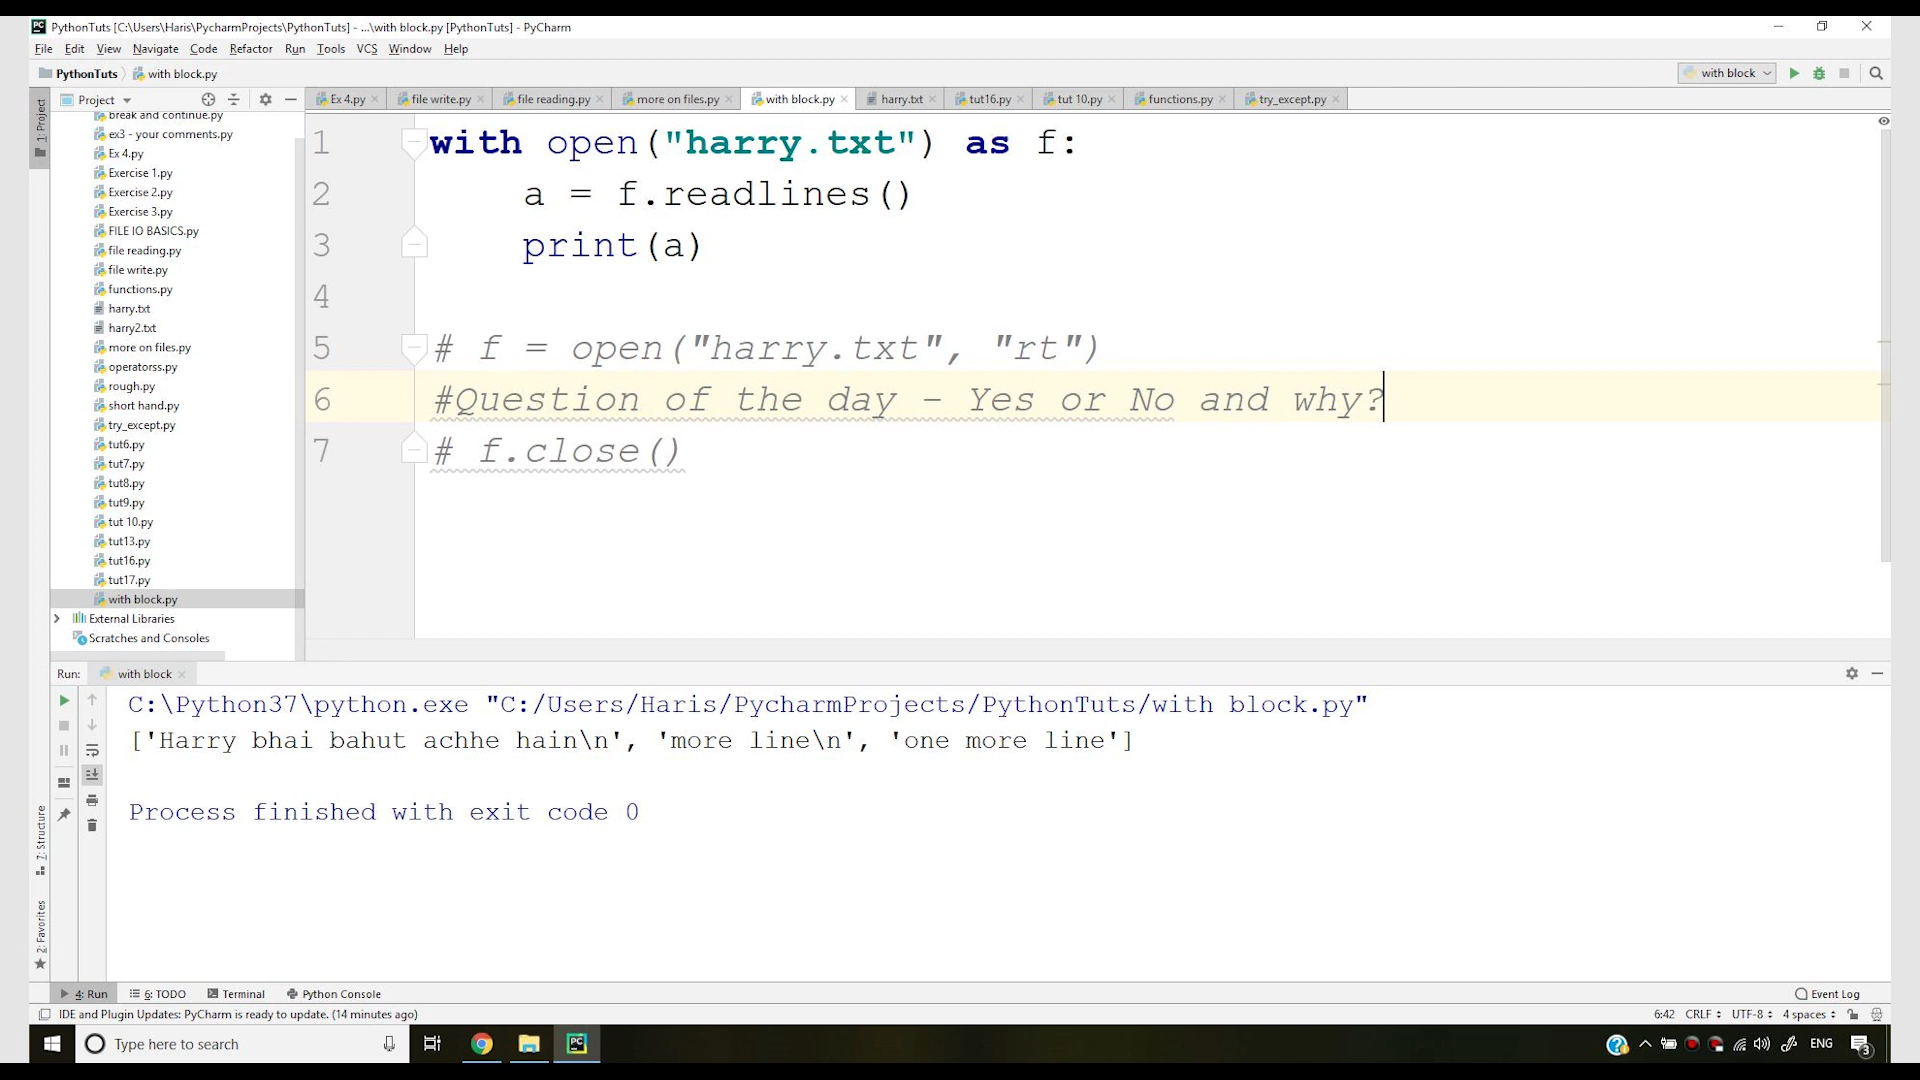 PythonTuts [C:\Users\Haris\PycharmProjects\PythonTuts] - ...\with block.py [PythonTuts] - PyCharm
File Edit View Navigate Code Refactor Run Tools VCS Window Help
PythonTuts with block.py with block
1: Project
Project Ex 4.py file write.py file reading.py more on files.py with block.py harry.txt tut16.py tut 10.py functions.py try_except.py
break and continue.py
ex3 - your comments.py
Ex 4.py
Exercise 1.py
Exercise 2.py
Exercise 3.py
FILE IO BASICS.py
file reading.py
file write.py
functions.py
harry.txt
harry2.txt
more on files.py
operatorss.py
rough.py
short hand.py
try_except.py
tut6.py
tut7.py
tut8.py
tut9.py
tut 10.py
tut13.py
tut16.py
tut17.py
with block.py
External Libraries
Scratches and Consoles
1 with open("harry.txt") as f:
2 a = f.readlines()
3 print(a)
4
5 # f = open("harry.txt", "rt")
6 #Question of the day - Yes or No and why?
7 # f.close()
Run: with block
C:\Python37\python.exe "C:/Users/Haris/PycharmProjects/PythonTuts/with block.py"
['Harry bhai bahut achhe hain\n', 'more line\n', 'one more line']
Process finished with exit code 0
7: Structure
2: Favorites
4: Run 6: TODO Terminal Python Console Event Log
IDE and Plugin Updates: PyCharm is ready to update. (14 minutes ago) 6:42 CRLF UTF-8 4 spaces
Type here to search ENG 3